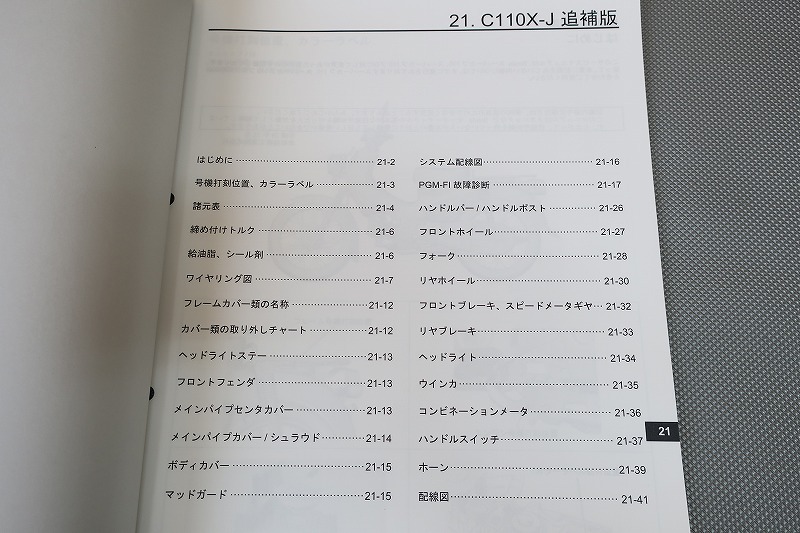 21. C110X-J 追補版
はじめに 21-2
号機打刻位置、カラーラベル 21-3
諸元表 21-4
締め付けトルク 21-6
給油脂、シール剤 21-6
ワイヤリング図 21-7
フレームカバー類の名称 21-12
カバー類の取り外しチャート 21-12
ヘッドライトステー 21-13
フロントフェンダ 21-13
メインパイプセンタカバー 21-13
メインパイプカバー / シュラウド 21-14
ボディカバー 21-15
マッドガード 21-15
システム配線図 21-16
PGM-FI 故障診断 21-17
ハンドルバー / ハンドルポスト 21-26
フロントホイール 21-27
フォーク 21-28
リヤホイール 21-30
フロントブレーキ、スピードメータギヤ 21-32
リヤブレーキ 21-33
ヘッドライト 21-34
ウインカ 21-35
コンビネーションメータ 21-36
ハンドルスイッチ 21-37
ホーン 21-39
配線図 21-41
21